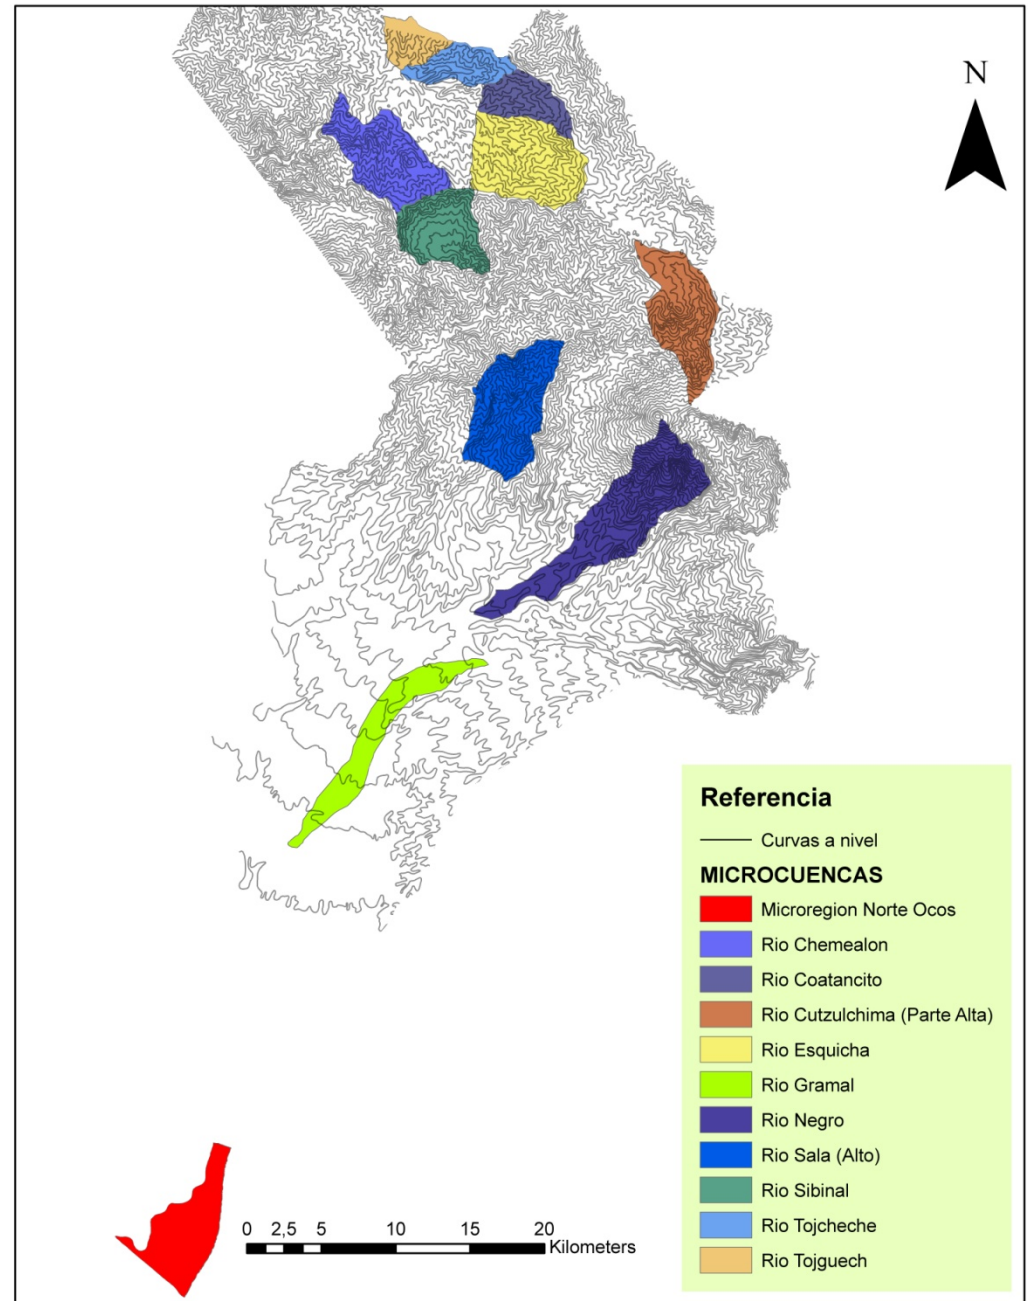 N
Referencia
Curvas a nivel
MICROCUENCAS
Microregion Norte Ocos
Rio Chemealon
Rio Coatancito
Rio Cutzulchima (Parte Alta)
Rio Esquicha
Rio Gramal
Rio Negro
Rio Sala (Alto)
Rio Sibinal
Rio Tojcheche
Rio Tojguech
0 2,5 5 10 15 20
Kilometers